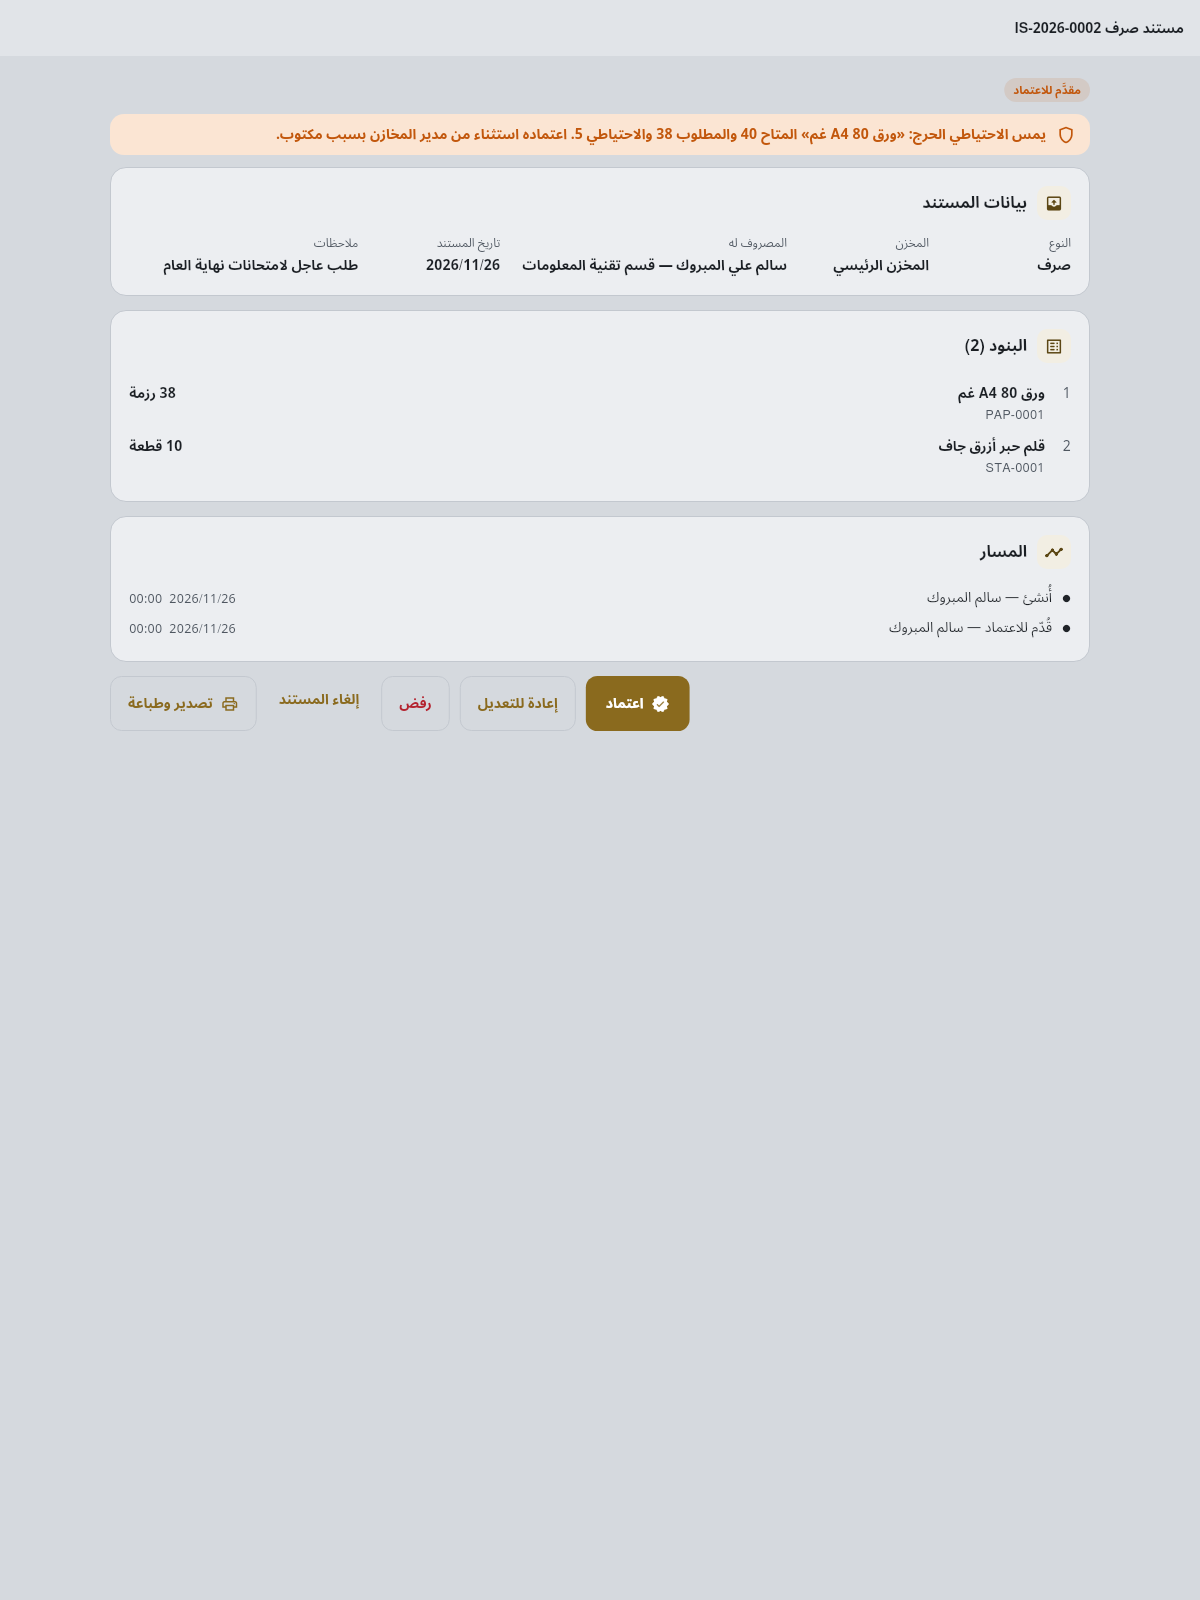 مستند صرف IS-2026-0002
مقدَّم للاعتماد
يمس الاحتياطي الحرج: «ورق A4 80 غم» المتاح 40 والمطلوب 38 والاحتياطي 5. اعتماده استثناء من مدير المخازن بسبب مكتوب.
بيانات المستند
النوع
صرف
المخزن
المخزن الرئيسي
المصروف له
سالم علي المبروك — قسم تقنية المعلومات
تاريخ المستند
2026/11/26
ملاحظات
طلب عاجل لامتحانات نهاية العام
البنود (2)
1 ورق A4 80 غم 38 رزمة
PAP-0001
2 قلم حبر أزرق جاف 10 قطعة
STA-0001
المسار
أُنشئ — سالم المبروك 2026/11/26 00:00
قُدّم للاعتماد — سالم المبروك 2026/11/26 00:00
اعتماد
إعادة للتعديل
رفض
إلغاء المستند
تصدير وطباعة